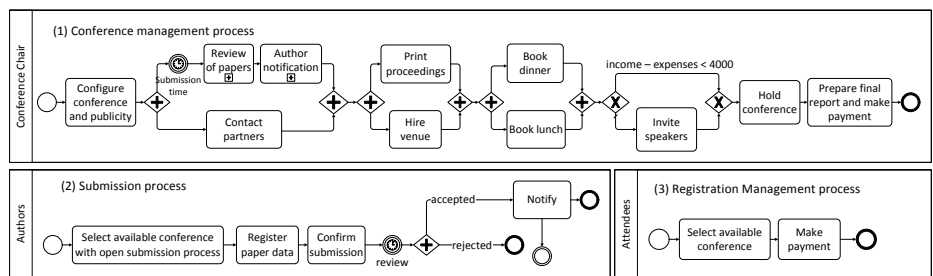 Conference Chair
(1) Conference management process
Configure
conference
and publicity
Submission
time
Review
of papers
Author
notification
Contact
partners
Print
proceedings
Hire
venue
Book
dinner
Book lunch
income – expenses < 4000
Invite
speakers
Hold
conference
Prepare final
report and make
payment
Authors
(2) Submission process
Select available conference
with open submission process
Register
paper data
Confirm
submission
review
accepted
rejected
Notify
Attendees
(3) Registration Management process
Select available
conference
Make
payment